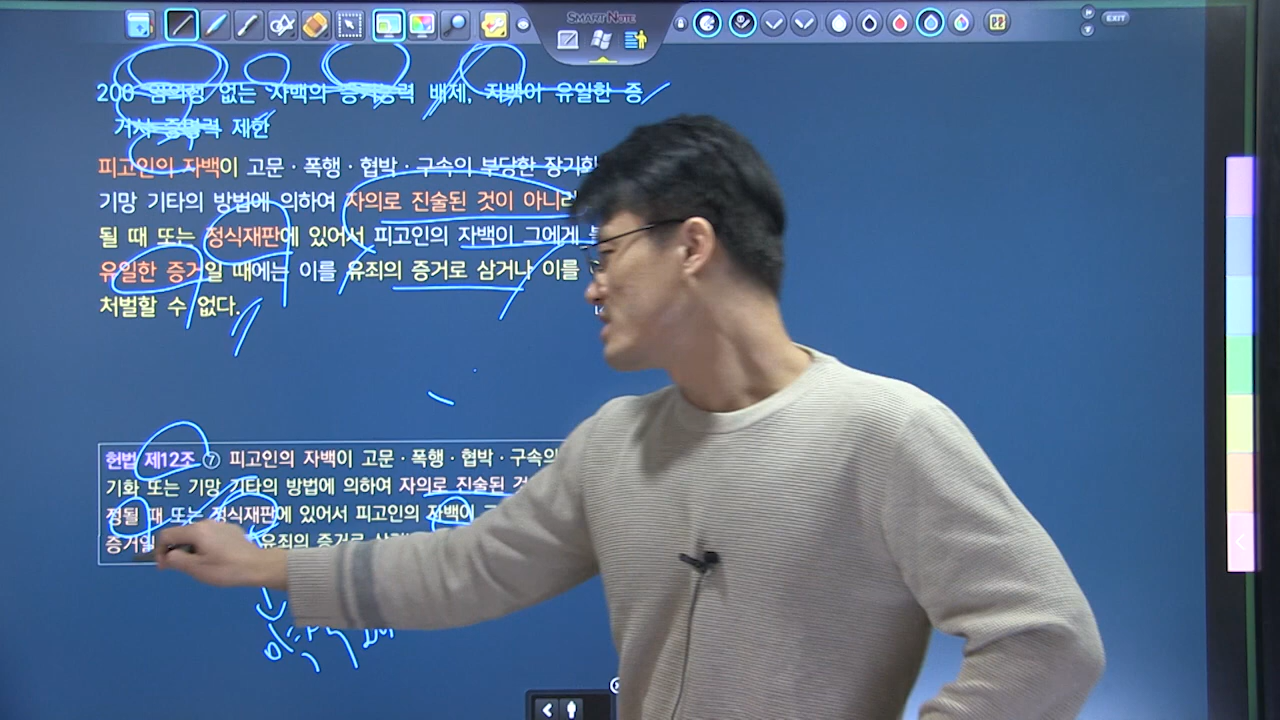 SMART NOTE
EXIT
200 임의성 없는 자백의 증거능력 배제, 자백이 유일한 증
거시 증명력 제한
피고인의 자백이 고문·폭행·협박·구속의 부당한 장기화
기망 기타의 방법에 의하여 자의로 진술된 것이 아니라
될 때 또는 정식재판에 있어서 피고인의 자백이 그에게
유일한 증거일 때에는 이를 유죄의 증거로 삼거나 이를
처벌할 수 없다.
헌법 제12조 ⑦ 피고인의 자백이 고문·폭행·협박·구속의
기화 또는 기망 기타의 방법에 의하여 자의로 진술된
정될 때 또는 정식재판에 있어서 피고인의 자백이
증거일 유죄의 증거로